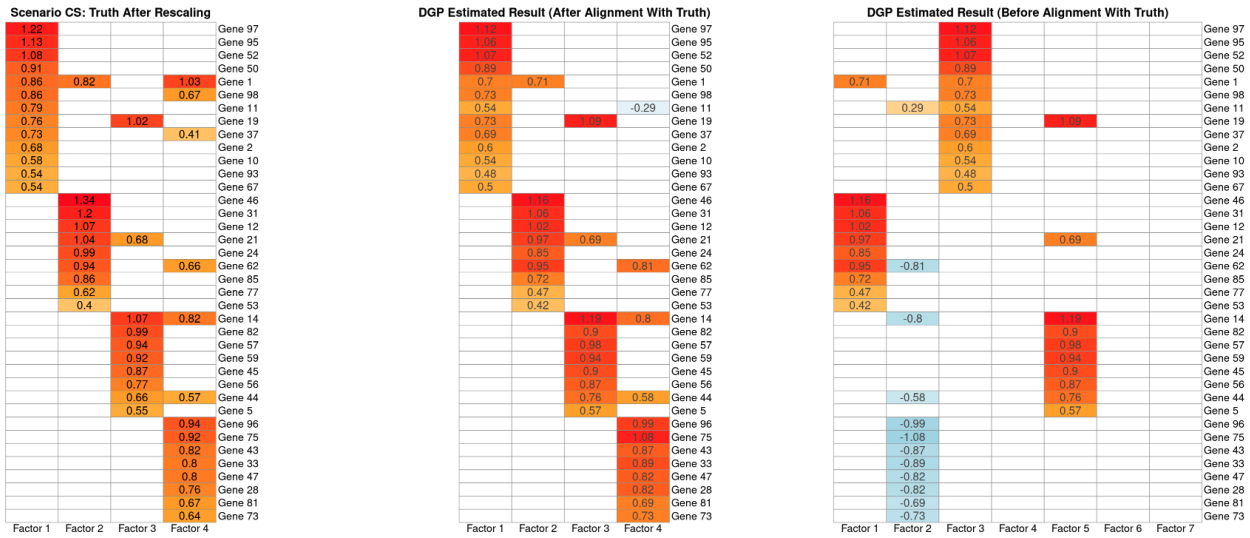 Scenario CS: Truth After Rescaling
1.22 Gene 97
1.13 Gene 95
1.08 Gene 52
0.91 Gene 50
0.86 0.82 1.03 Gene 1
0.86 0.67 Gene 98
0.79 Gene 11
0.76 1.02 Gene 19
0.73 0.41 Gene 37
0.68 Gene 2
0.58 Gene 10
0.54 Gene 93
0.54 Gene 67
1.34 Gene 46
1.2 Gene 31
1.07 Gene 12
1.04 0.68 Gene 21
0.99 Gene 24
0.94 0.66 Gene 62
0.86 Gene 85
0.62 Gene 77
0.4 Gene 53
1.07 0.82 Gene 14
0.99 Gene 82
0.94 Gene 57
0.92 Gene 59
0.87 Gene 45
0.77 Gene 56
0.66 0.57 Gene 44
0.55 Gene 5
0.94 Gene 96
0.92 Gene 75
0.82 Gene 43
0.8 Gene 33
0.8 Gene 47
0.76 Gene 28
0.67 Gene 81
0.64 Gene 73
Factor 1 Factor 2 Factor 3 Factor 4
DGP Estimated Result (After Alignment With Truth)
1.12 Gene 97
1.06 Gene 95
1.07 Gene 52
0.89 Gene 50
0.7 0.71 Gene 1
0.73 Gene 98
0.54 -0.29 Gene 11
0.73 1.09 Gene 19
0.69 Gene 37
0.6 Gene 2
0.54 Gene 10
0.48 Gene 93
0.5 Gene 67
1.16 Gene 46
1.06 Gene 31
1.02 Gene 12
0.97 0.69 Gene 21
0.85 Gene 24
0.95 0.81 Gene 62
0.72 Gene 85
0.47 Gene 77
0.42 Gene 53
1.19 0.8 Gene 14
0.9 Gene 82
0.98 Gene 57
0.94 Gene 59
0.9 Gene 45
0.87 Gene 56
0.76 0.58 Gene 44
0.57 Gene 5
0.99 Gene 96
1.08 Gene 75
0.87 Gene 43
0.89 Gene 33
0.82 Gene 47
0.82 Gene 28
0.69 Gene 81
0.73 Gene 73
Factor 1 Factor 2 Factor 3 Factor 4
DGP Estimated Result (Before Alignment With Truth)
1.12 Gene 97
1.06 Gene 95
1.07 Gene 52
0.89 Gene 50
0.71 0.7 Gene 1
0.73 Gene 98
0.29 0.54 Gene 11
0.73 1.09 Gene 19
0.69 Gene 37
0.6 Gene 2
0.54 Gene 10
0.48 Gene 93
0.5 Gene 67
1.16 Gene 46
1.06 Gene 31
1.02 Gene 12
0.97 0.69 Gene 21
0.85 Gene 24
0.95 -0.81 Gene 62
0.72 Gene 85
0.47 Gene 77
0.42 Gene 53
-0.8 1.19 Gene 14
0.9 Gene 82
0.98 Gene 57
0.94 Gene 59
0.9 Gene 45
0.87 Gene 56
-0.58 0.76 Gene 44
0.57 Gene 5
-0.99 Gene 96
-1.08 Gene 75
-0.87 Gene 43
-0.89 Gene 33
-0.82 Gene 47
-0.82 Gene 28
-0.69 Gene 81
-0.73 Gene 73
Factor 1 Factor 2 Factor 3 Factor 4 Factor 5 Factor 6 Factor 7